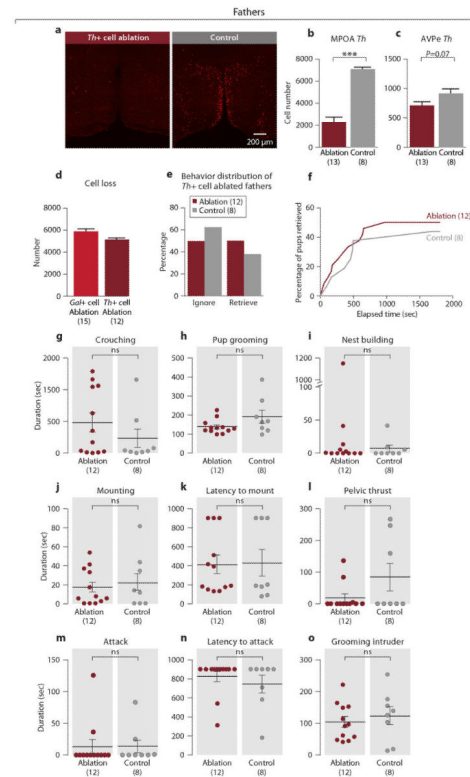 Fathers
a
Th+ cell ablation
Control
200 µm
b
MPOA Th
***
Cell number
8000
6000
4000
2000
0
Ablation
(13)
Control
(8)
c
AVPe Th
P=0.07
1500
1000
500
0
Ablation
(13)
Control
(8)
d
Cell loss
Number
8000
6000
4000
2000
0
Gal+ cell
Ablation
(15)
Th+ cell
Ablation
(12)
e
Behavior distribution of
Th+ cell ablated fathers
Ablation (12)
Control (8)
Percentage
80
60
40
20
0
Ignore
Retrieve
f
Percentage of pups retrieved
60
40
20
0
Ablation (12)
Control (8)
0
500
1000
1500
2000
Elapsed time (sec)
g
Crouching
ns
Duration (sec)
2000
1500
1000
500
0
Ablation
(12)
Control
(8)
h
Pup grooming
ns
500
400
300
200
100
0
Ablation
(12)
Control
(8)
i
Nest building
ns
1300
1000
50
0
Ablation
(12)
Control
(8)
j
Mounting
ns
Duration (sec)
100
80
60
40
20
0
Ablation
(12)
Control
(8)
k
Latency to mount
ns
1000
800
600
400
200
0
Ablation
(12)
Control
(8)
l
Pelvic thrust
ns
300
200
100
0
Ablation
(12)
Control
(8)
m
Attack
ns
Duration (sec)
150
100
50
0
Ablation
(12)
Control
(8)
n
Latency to attack
ns
1000
800
600
400
200
0
Ablation
(12)
Control
(8)
o
Grooming intruder
ns
300
200
100
0
Ablation
(12)
Control
(8)